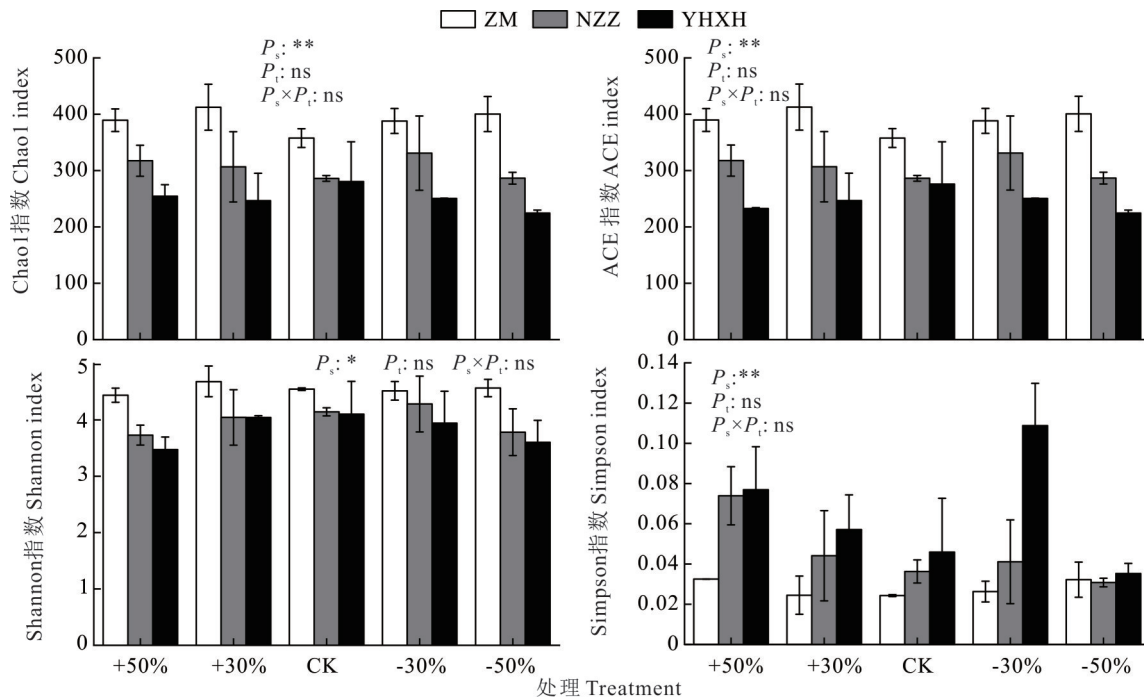 ZM NZZ YHXH
Chao1指数 Chao1 index
500
400
300
200
100
0
Ps: **
Pt: ns
Ps×Pt: ns
ACE 指数 ACE index
500
400
300
200
100
0
Ps: **
Pt: ns
Ps×Pt: ns
Shannon指数 Shannon index
5
4
3
2
1
0
Ps: * Pt: ns Ps×Pt: ns
+50% +30% CK -30% -50%
Simpson指数 Simpson index
0.14
0.12
0.10
0.08
0.06
0.04
0.02
0
Ps:**
Pt: ns
Ps×Pt: ns
+50% +30% CK -30% -50%
处理 Treatment